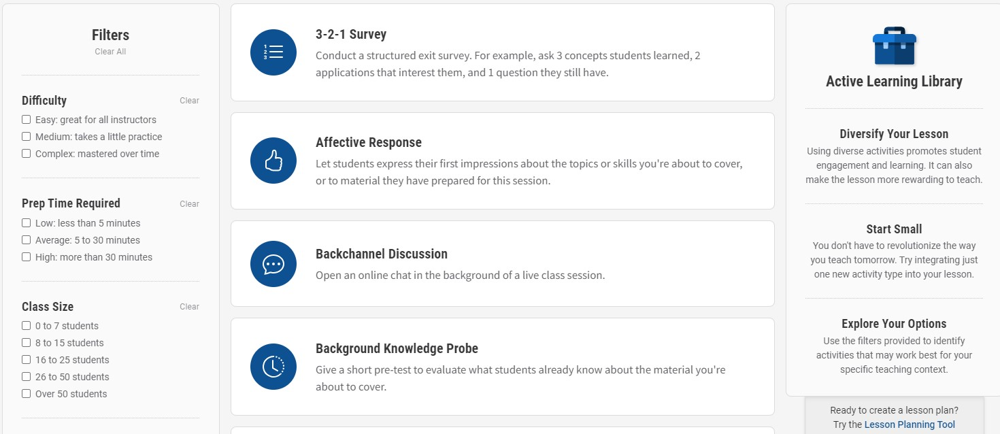 Filters
Clear All
Difficulty Clear
Easy: great for all instructors
Medium: takes a little practice
Complex: mastered over time
Prep Time Required Clear
Low: less than 5 minutes
Average: 5 to 30 minutes
High: more than 30 minutes
Class Size Clear
0 to 7 students
8 to 15 students
16 to 25 students
26 to 50 students
Over 50 students
1
2
3
3-2-1 Survey
Conduct a structured exit survey. For example, ask 3 concepts students learned, 2
applications that interest them, and 1 question they still have.
Affective Response
Let students express their first impressions about the topics or skills you're about to cover,
or to material they have prepared for this session.
Backchannel Discussion
Open an online chat in the background of a live class session.
Background Knowledge Probe
Give a short pre-test to evaluate what students already know about the material you're
about to cover.
Active Learning Library
Diversify Your Lesson
Using diverse activities promotes student
engagement and learning. It can also
make the lesson more rewarding to teach.
Start Small
You don't have to revolutionize the way
you teach tomorrow. Try integrating just
one new activity type into your lesson.
Explore Your Options
Use the filters provided to identify
activities that may work best for your
specific teaching context.
Ready to create a lesson plan?
Try the Lesson Planning Tool